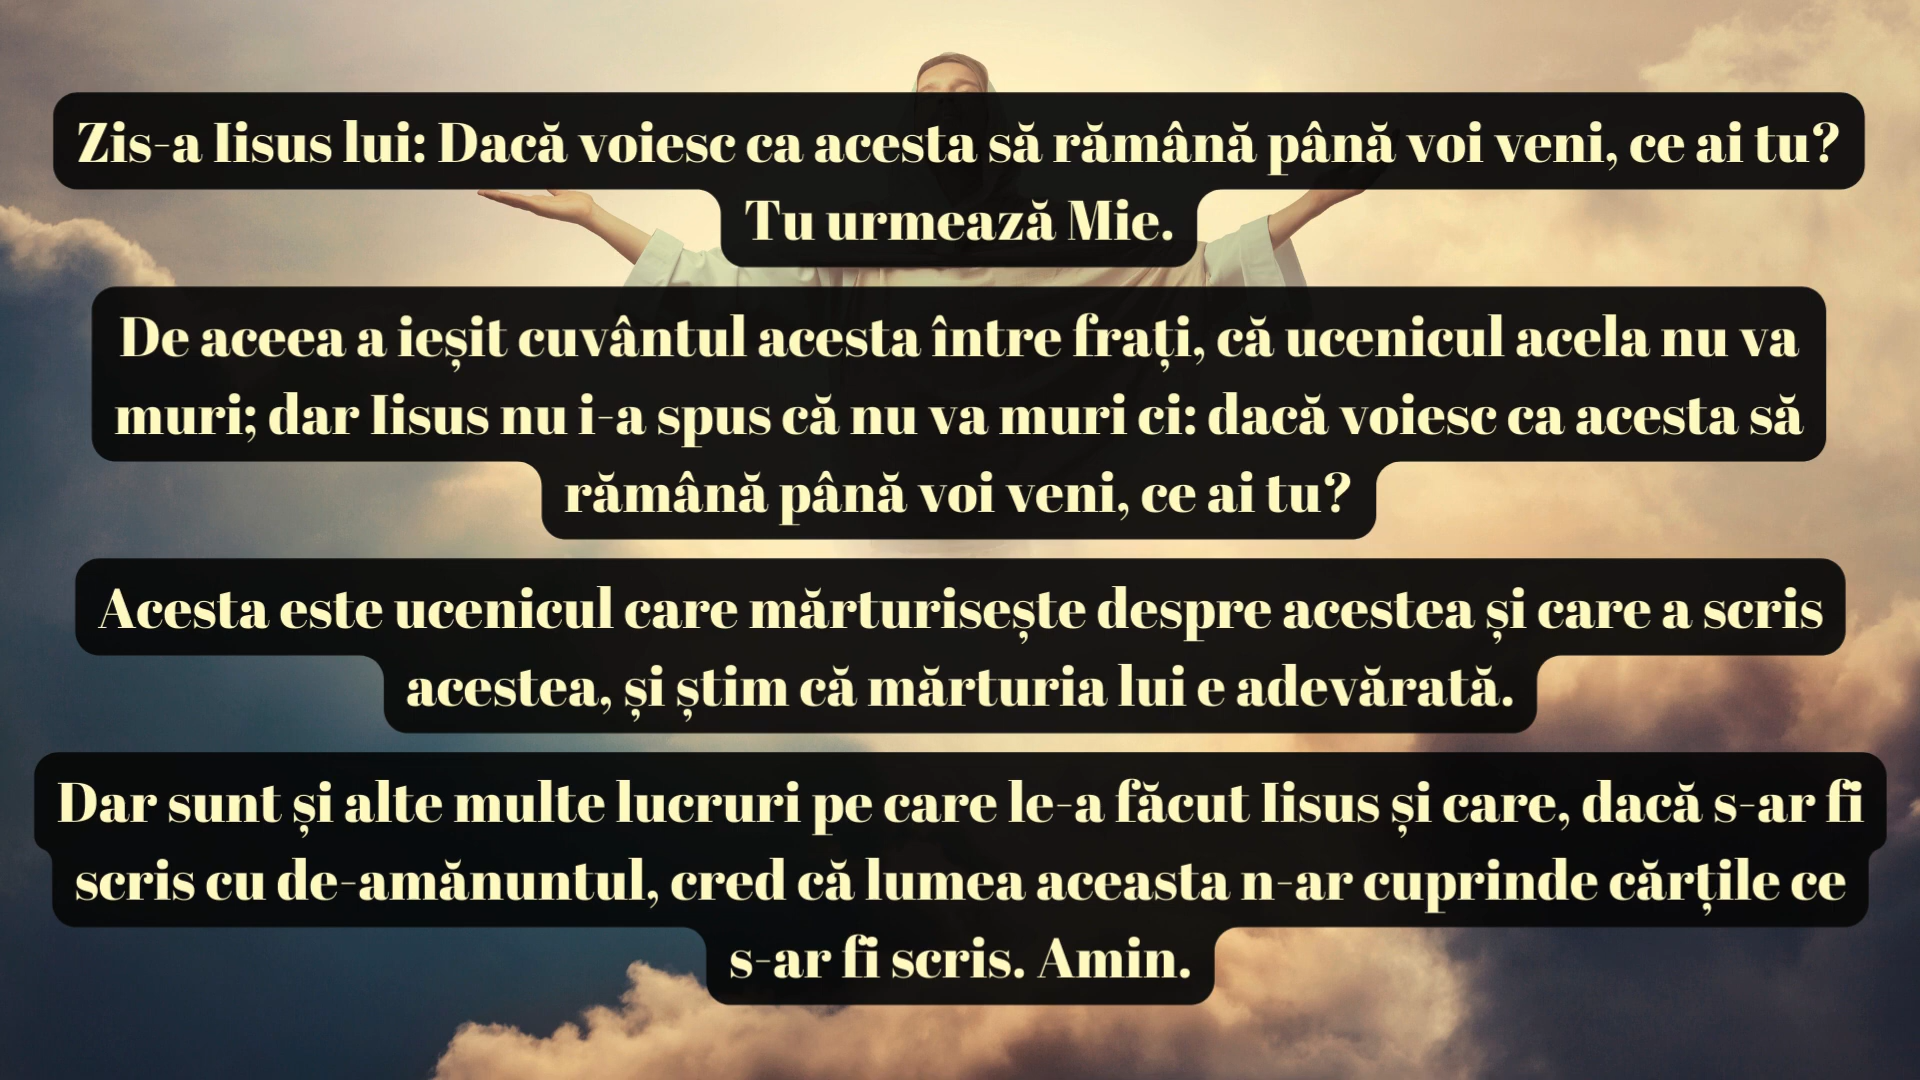 Zis-a Iisus lui: Dacă voiesc ca acesta să rămână până voi veni, ce ai tu?
Tu urmează Mie.
De aceea a ieșit cuvântul acesta între frați, că ucenicul acela nu va
muri; dar Iisus nu i-a spus că nu va muri ci: dacă voiesc ca acesta să
rămână până voi veni, ce ai tu?
Acesta este ucenicul care mărturisește despre acestea și care a scris
acestea, și știm că mărturia lui e adevărată.
Dar sunt și alte multe lucruri pe care le-a făcut Iisus și care, dacă s-ar fi
scris cu de-amănuntul, cred că lumea aceasta n-ar cuprinde cărțile ce
s-ar fi scris. Amin.